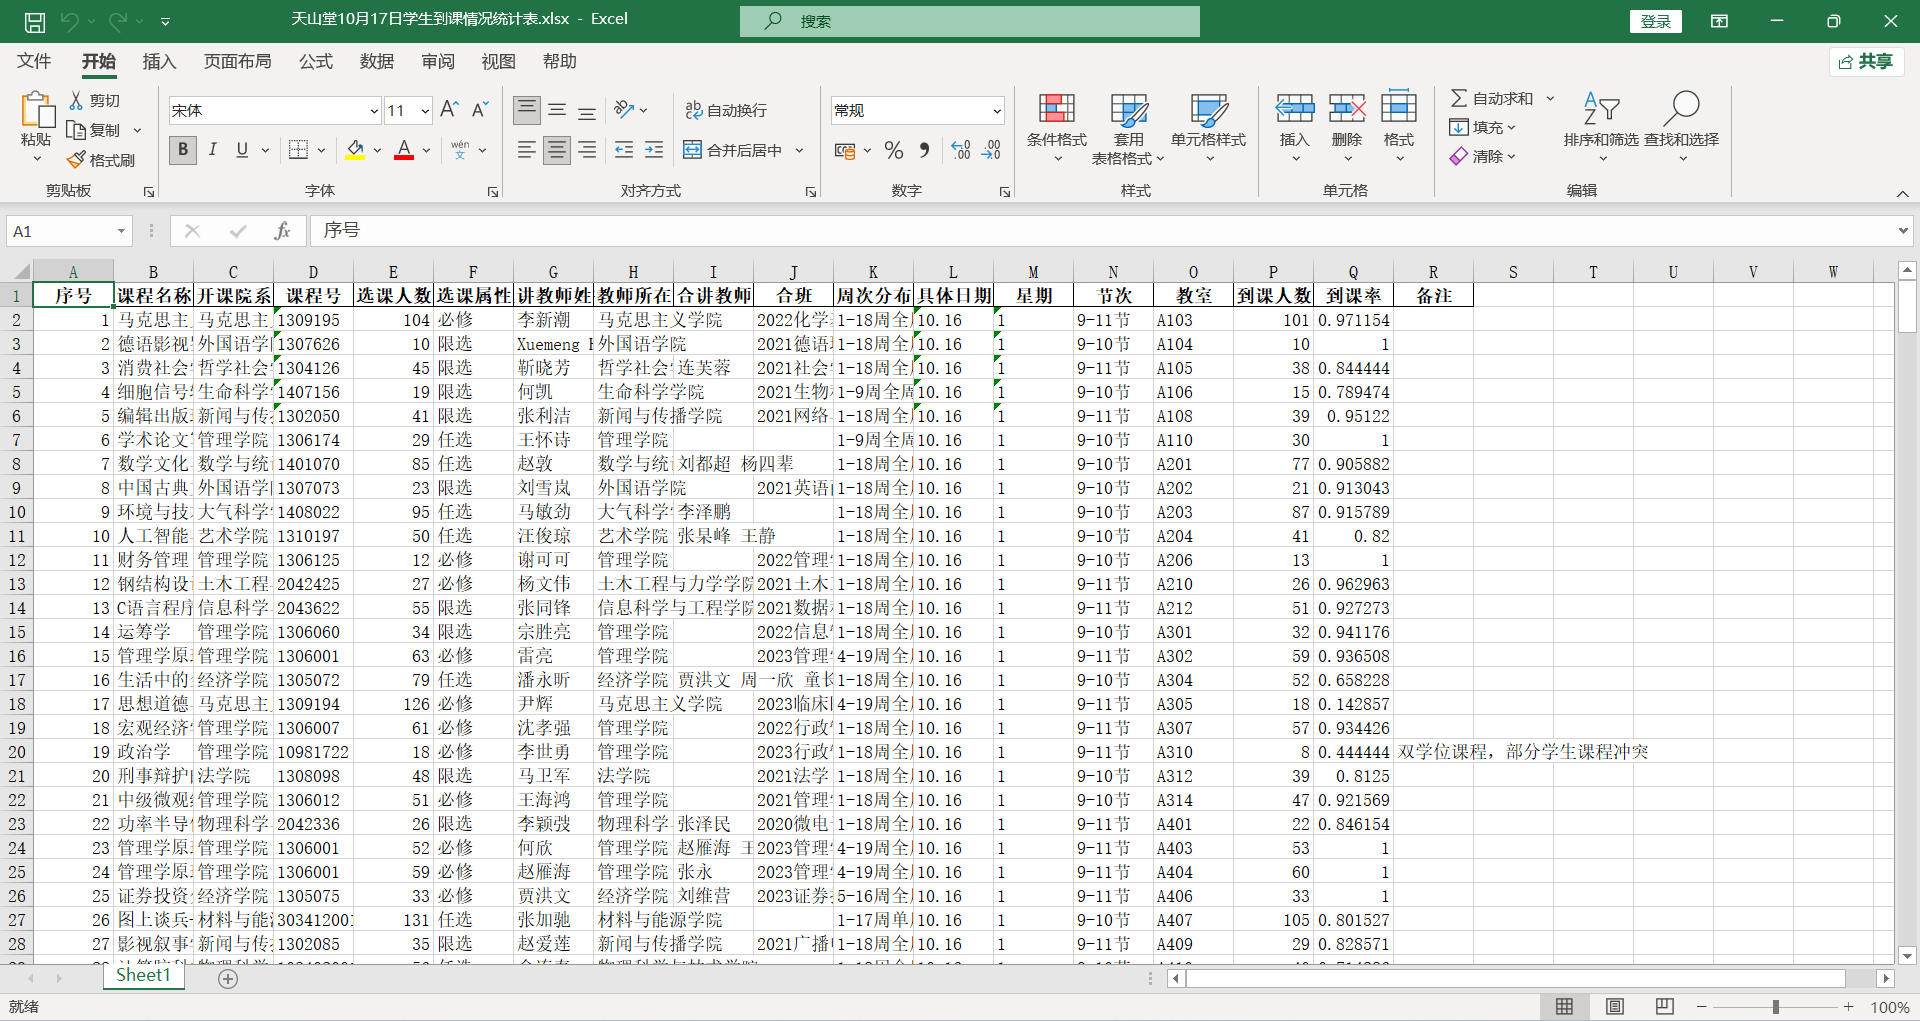 天山堂10月17日学生到课情况统计表.xlsx - Excel
搜索
登录
文件 开始 插入 页面布局 公式 数据 审阅 视图 帮助
共享
粘贴 剪切 复制 格式刷 剪贴板
宋体 11 B I U A wén 文 字体
自动换行 合并后居中 对齐方式
常规 % 数字
条件格式 套用表格格式 单元格样式 样式
插入 删除 格式 单元格
自动求和 填充 清除 排序和筛选 查找和选择 编辑
A1 fx 序号
A B C D E F G H I J K L M N O P Q R S T U V W
1 序号 课程名称 开课院系 课程号 选课人数 选课属性 讲教师姓 教师所在 合讲教师 合班 周次分布 具体日期 星期 节次 教室 到课人数 到课率 备注
2 1 马克思主 马克思主 1309195 104 必修 李新潮 马克思主义学院 2022化学 1-18周全 10.16 1 9-11节 A103 101 0.971154
3 2 德语影视 外国语学 1307626 10 限选 Xuemeng 外国语学院 2021德语 1-18周全 10.16 1 9-10节 A104 10 1
4 3 消费社会 哲学社会 1304126 45 限选 靳晓芳 哲学社会 连芙蓉 2021社会 1-18周全 10.16 1 9-11节 A105 38 0.844444
5 4 细胞信号 生命科学 1407156 19 限选 何凯 生命科学学院 2021生物 1-9周全周 10.16 1 9-10节 A106 15 0.789474
6 5 编辑出版 新闻与传 1302050 41 限选 张利洁 新闻与传播学院 2021网络 1-18周全 10.16 1 9-11节 A108 39 0.95122
7 6 学术论文 管理学院 1306174 29 任选 王怀诗 管理学院 1-9周全周 10.16 1 9-10节 A110 30 1
8 7 数学文化 数学与统 1401070 85 任选 赵敦 数学与统 刘都超 杨四辈 1-18周全 10.16 1 9-10节 A201 77 0.905882
9 8 中国古典 外国语学 1307073 23 限选 刘雪岚 外国语学院 2021英语 1-18周全 10.16 1 9-10节 A202 21 0.913043
10 9 环境与技 大气科学 1408022 95 任选 马敏劲 大气科学 李泽鹏 1-18周全 10.16 1 9-10节 A203 87 0.915789
11 10 人工智能 艺术学院 1310197 50 任选 汪俊琼 艺术学院 张杲峰 王静 1-18周全 10.16 1 9-10节 A204 41 0.82
12 11 财务管理 管理学院 1306125 12 必修 谢可可 管理学院 2022管理 1-18周全 10.16 1 9-10节 A206 13 1
13 12 钢结构设 土木工程 2042425 27 必修 杨文伟 土木工程与力学学院 2021土木 1-18周全 10.16 1 9-11节 A210 26 0.962963
14 13 C语言程序 信息科学 2043622 55 限选 张同锋 信息科学与工程学院 2021数据 1-18周全 10.16 1 9-11节 A212 51 0.927273
15 14 运筹学 管理学院 1306060 34 限选 宗胜亮 管理学院 2022信息 1-18周全 10.16 1 9-10节 A301 32 0.941176
16 15 管理学原 管理学院 1306001 63 必修 雷亮 管理学院 2023管理 4-19周全 10.16 1 9-11节 A302 59 0.936508
17 16 生活中的 经济学院 1305072 79 任选 潘永昕 经济学院 贾洪文 周一欣 童长 1-18周全 10.16 1 9-10节 A304 52 0.658228
18 17 思想道德 马克思主 1309194 126 必修 尹辉 马克思主义学院 2023临床 4-19周全 10.16 1 9-11节 A305 18 0.142857
19 18 宏观经济 管理学院 1306007 61 必修 沈孝强 管理学院 2022行政 1-18周全 10.16 1 9-11节 A307 57 0.934426
20 19 政治学 管理学院 10981722 18 必修 李世勇 管理学院 2023行政 1-18周全 10.16 1 9-11节 A310 8 0.444444 双学位课程，部分学生课程冲突
21 20 刑事辩护 法学院 1308098 48 限选 马卫军 法学院 2021法学 1-18周全 10.16 1 9-10节 A312 39 0.8125
22 21 中级微观 管理学院 1306012 51 必修 王海鸿 管理学院 2021管理 1-18周全 10.16 1 9-10节 A314 47 0.921569
23 22 功率半导 物理科学 2042336 26 限选 李颖弢 物理科学 张泽民 2020微电 1-18周全 10.16 1 9-11节 A401 22 0.846154
24 23 管理学原 管理学院 1306001 52 必修 何欣 管理学院 赵雁海 2023管理 4-19周全 10.16 1 9-11节 A403 53 1
25 24 管理学原 管理学院 1306001 59 必修 赵雁海 管理学院 张永 2023管理 4-19周全 10.16 1 9-11节 A404 60 1
26 25 证券投资 经济学院 1305075 33 必修 贾洪文 经济学院 刘维营 2023证券 5-16周全 10.16 1 9-11节 A406 33 1
27 26 图上谈兵 材料与能 303412001 131 任选 张加驰 材料与能源学院 1-17周单 10.16 1 9-10节 A407 105 0.801527
28 27 影视叙事 新闻与传 1302085 35 限选 赵爱莲 新闻与传播学院 2021广播 1-18周全 10.16 1 9-11节 A409 29 0.828571
Sheet1
就绪 100%